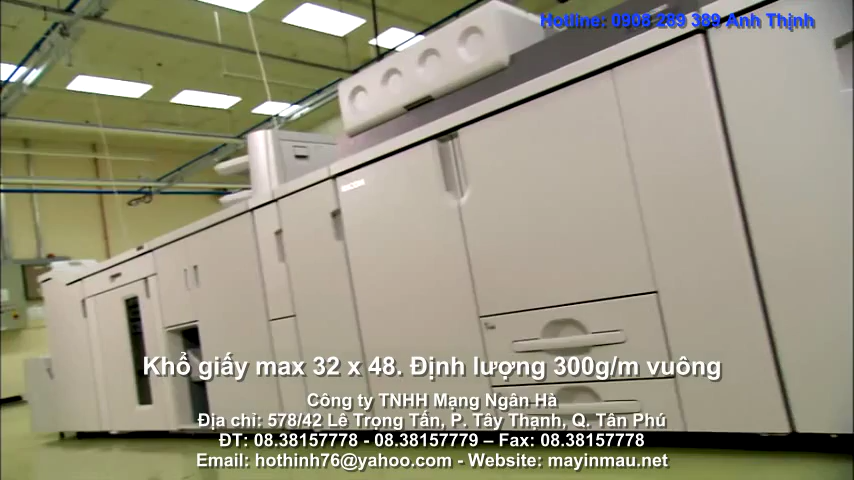 Hotline: 0906 289 389 Anh Thịnh
Khổ giấy max 32 x 48. Định lượng 300g/m vuông
Công ty TNHH Mạng Ngân Hà
Địa chỉ: 578/42 Lê Trọng Tấn, P. Tây Thạnh, Q. Tân Phú
ĐT: 08.38157778 - 08.38157779 – Fax: 08.38157778
Email: hothinh76@yahoo.com - Website: mayinmau.net